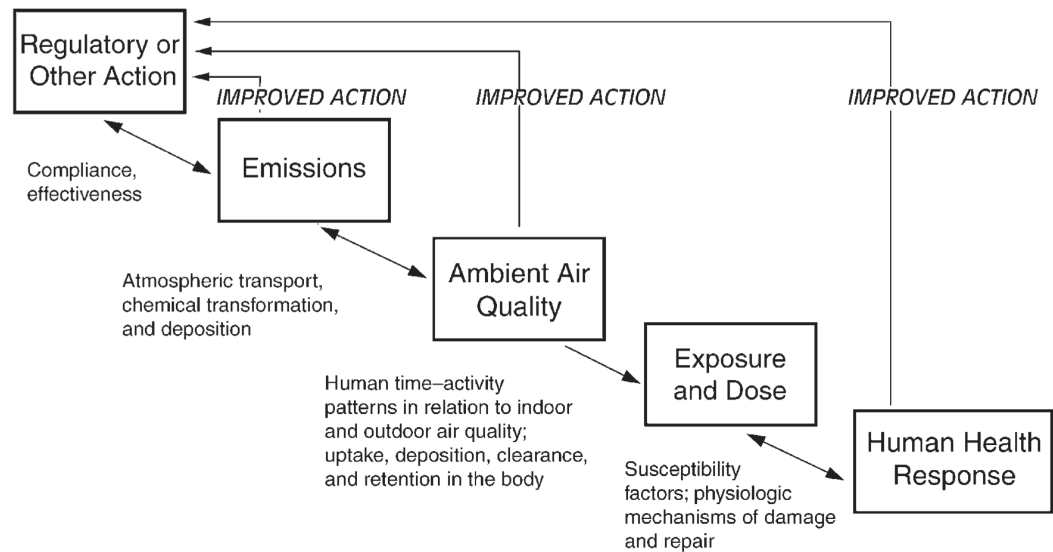 Regulatory or
Other Action
IMPROVED ACTION
IMPROVED ACTION
IMPROVED ACTION
Compliance,
effectiveness
Emissions
Atmospheric transport,
chemical transformation,
and deposition
Ambient Air
Quality
Human time–activity
patterns in relation to indoor
and outdoor air quality;
uptake, deposition, clearance,
and retention in the body
Exposure
and Dose
Susceptibility
factors; physiologic
mechanisms of damage
and repair
Human Health
Response